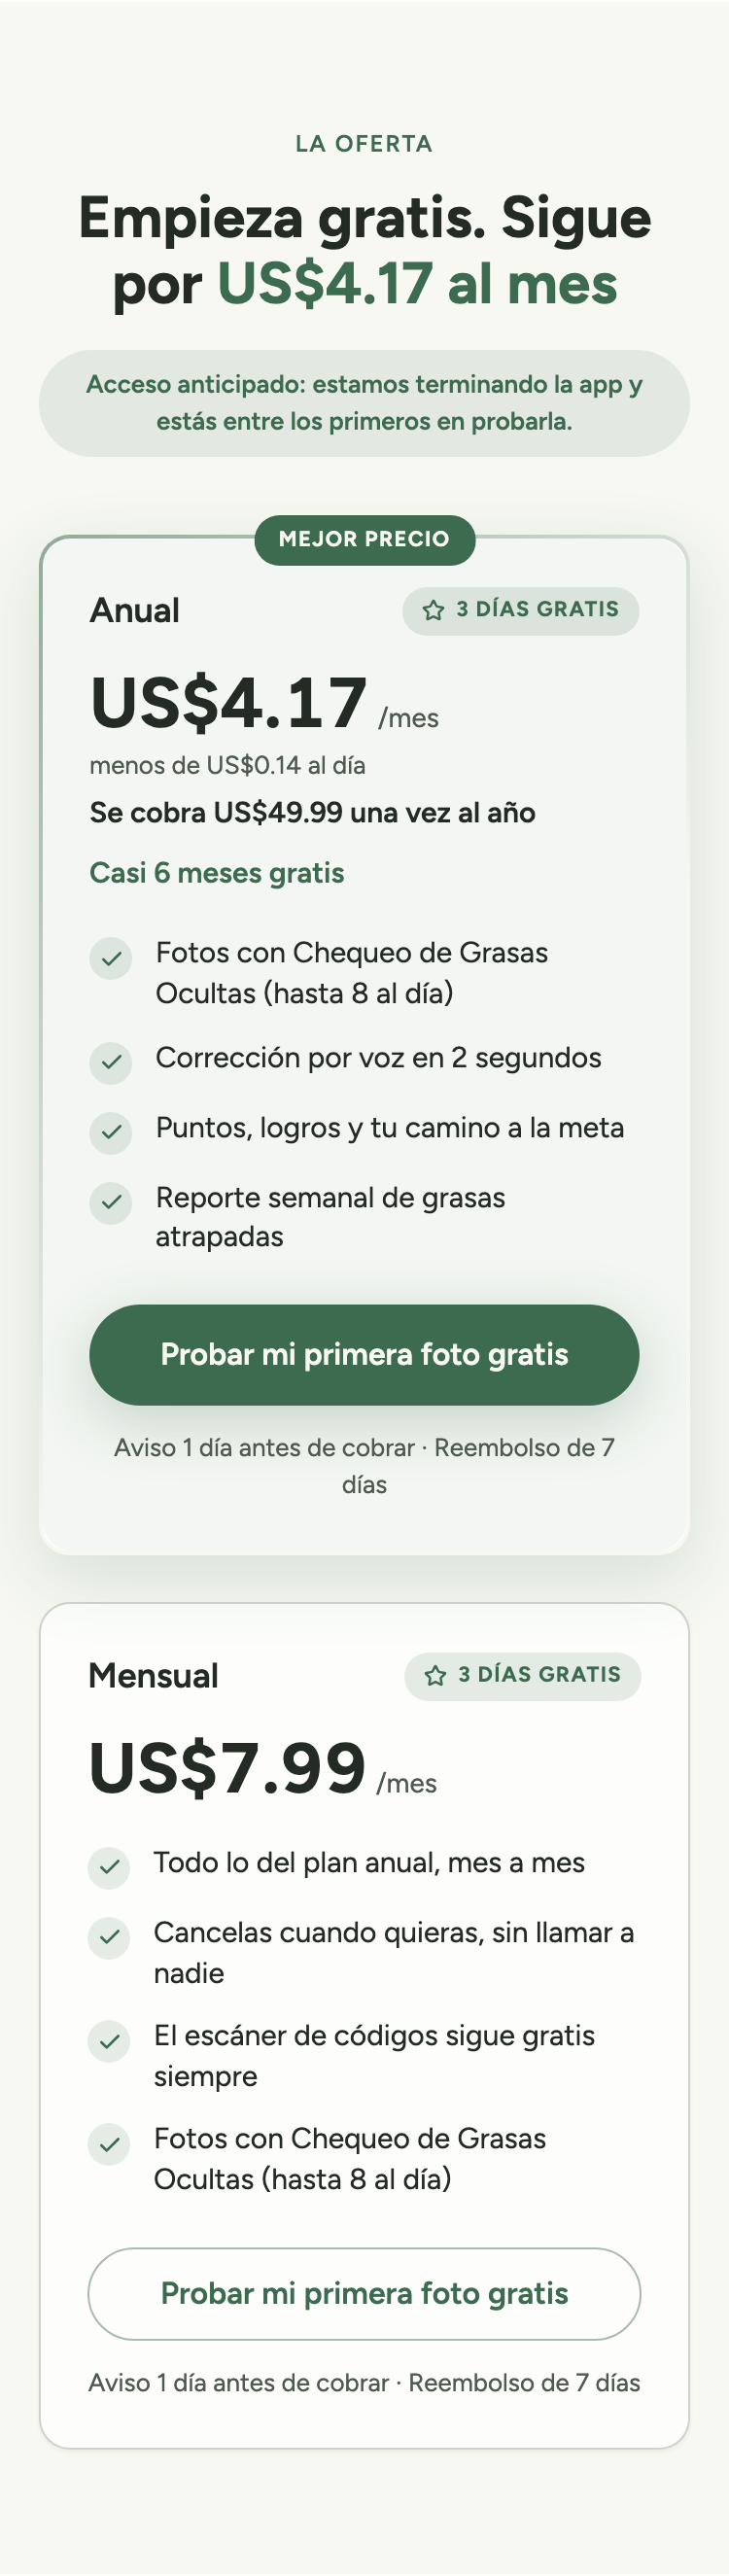 LA OFERTA
Empieza gratis. Sigue
por US$4.17 al mes
Acceso anticipado: estamos terminando la app y
estás entre los primeros en probarla.
MEJOR PRECIO
Anual
3 DÍAS GRATIS
US$4.17 /mes
menos de US$0.14 al día
Se cobra US$49.99 una vez al año
Casi 6 meses gratis
Fotos con Chequeo de Grasas
Ocultas (hasta 8 al día)
Corrección por voz en 2 segundos
Puntos, logros y tu camino a la meta
Reporte semanal de grasas
atrapadas
Probar mi primera foto gratis
Aviso 1 día antes de cobrar · Reembolso de 7
días
Mensual
3 DÍAS GRATIS
US$7.99 /mes
Todo lo del plan anual, mes a mes
Cancelas cuando quieras, sin llamar a
nadie
El escáner de códigos sigue gratis
siempre
Fotos con Chequeo de Grasas
Ocultas (hasta 8 al día)
Probar mi primera foto gratis
Aviso 1 día antes de cobrar · Reembolso de 7 días